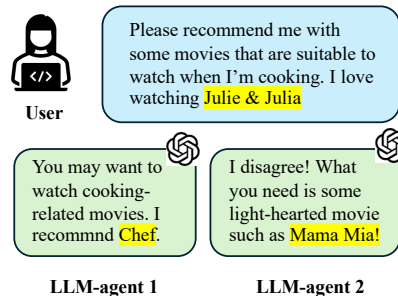 Please recommend me with
some movies that are suitable to
watch when I'm cooking. I love
watching Julie & Julia
</>
User
You may want to
watch cooking-
related movies. I
recommnd Chef.
I disagree! What
you need is some
light-hearted movie
such as Mama Mia!
LLM-agent 1
LLM-agent 2